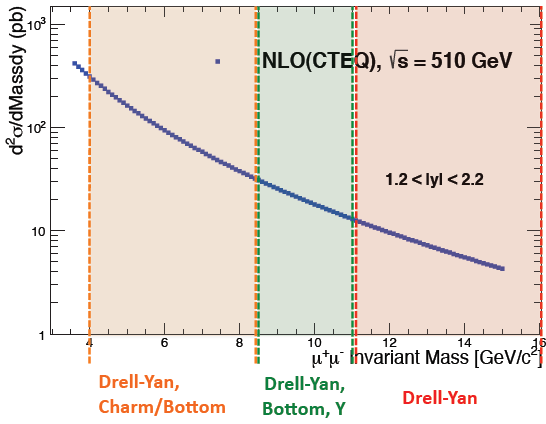 d²σ/dMassdy (pb)
10³
10²
10
1
NLO(CTEQ), √s = 510 GeV
1.2 < |y| < 2.2
4 6 8 10 12 14 16
μ⁺μ⁻ Invariant Mass [GeV/c²]
Drell-Yan,
Charm/Bottom
Drell-Yan,
Bottom, Υ
Drell-Yan